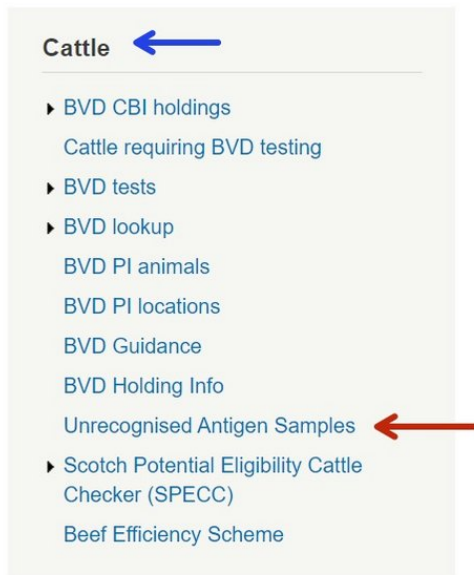 Cattle
BVD CBI holdings
Cattle requiring BVD testing
BVD tests
BVD lookup
BVD PI animals
BVD PI locations
BVD Guidance
BVD Holding Info
Unrecognised Antigen Samples
Scotch Potential Eligibility Cattle
Checker (SPECC)
Beef Efficiency Scheme